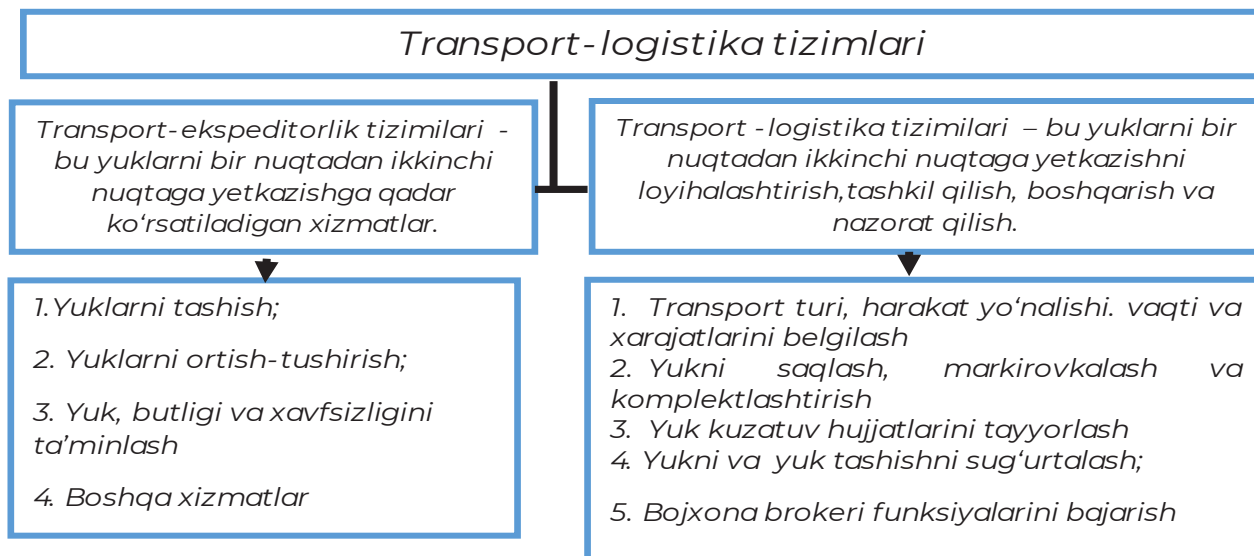 Transport-logistika tizimlari
Transport-ekspeditorlik tizimilari -
bu yuklarni bir nuqtadan ikkinchi
nuqtaga yetkazishga qadar
ko‘rsatiladigan xizmatlar.
Transport -logistika tizimilari – bu yuklarni bir
nuqtadan ikkinchi nuqtaga yetkazishni
loyihalashtirish,tashkil qilish, boshqarish va
nazorat qilish.
1.Yuklarni tashish;
2. Yuklarni ortish-tushirish;
3. Yuk, butligi va xavfsizligini
ta’minlash
4. Boshqa xizmatlar
1. Transport turi, harakat yo‘nalishi. vaqti va
xarajatlarini belgilash
2. Yukni saqlash, markirovkalash va
komplektlashtirish
3. Yuk kuzatuv hujjatlarini tayyorlash
4. Yukni va yuk tashishni sug‘urtalash;
5. Bojxona brokeri funksiyalarini bajarish